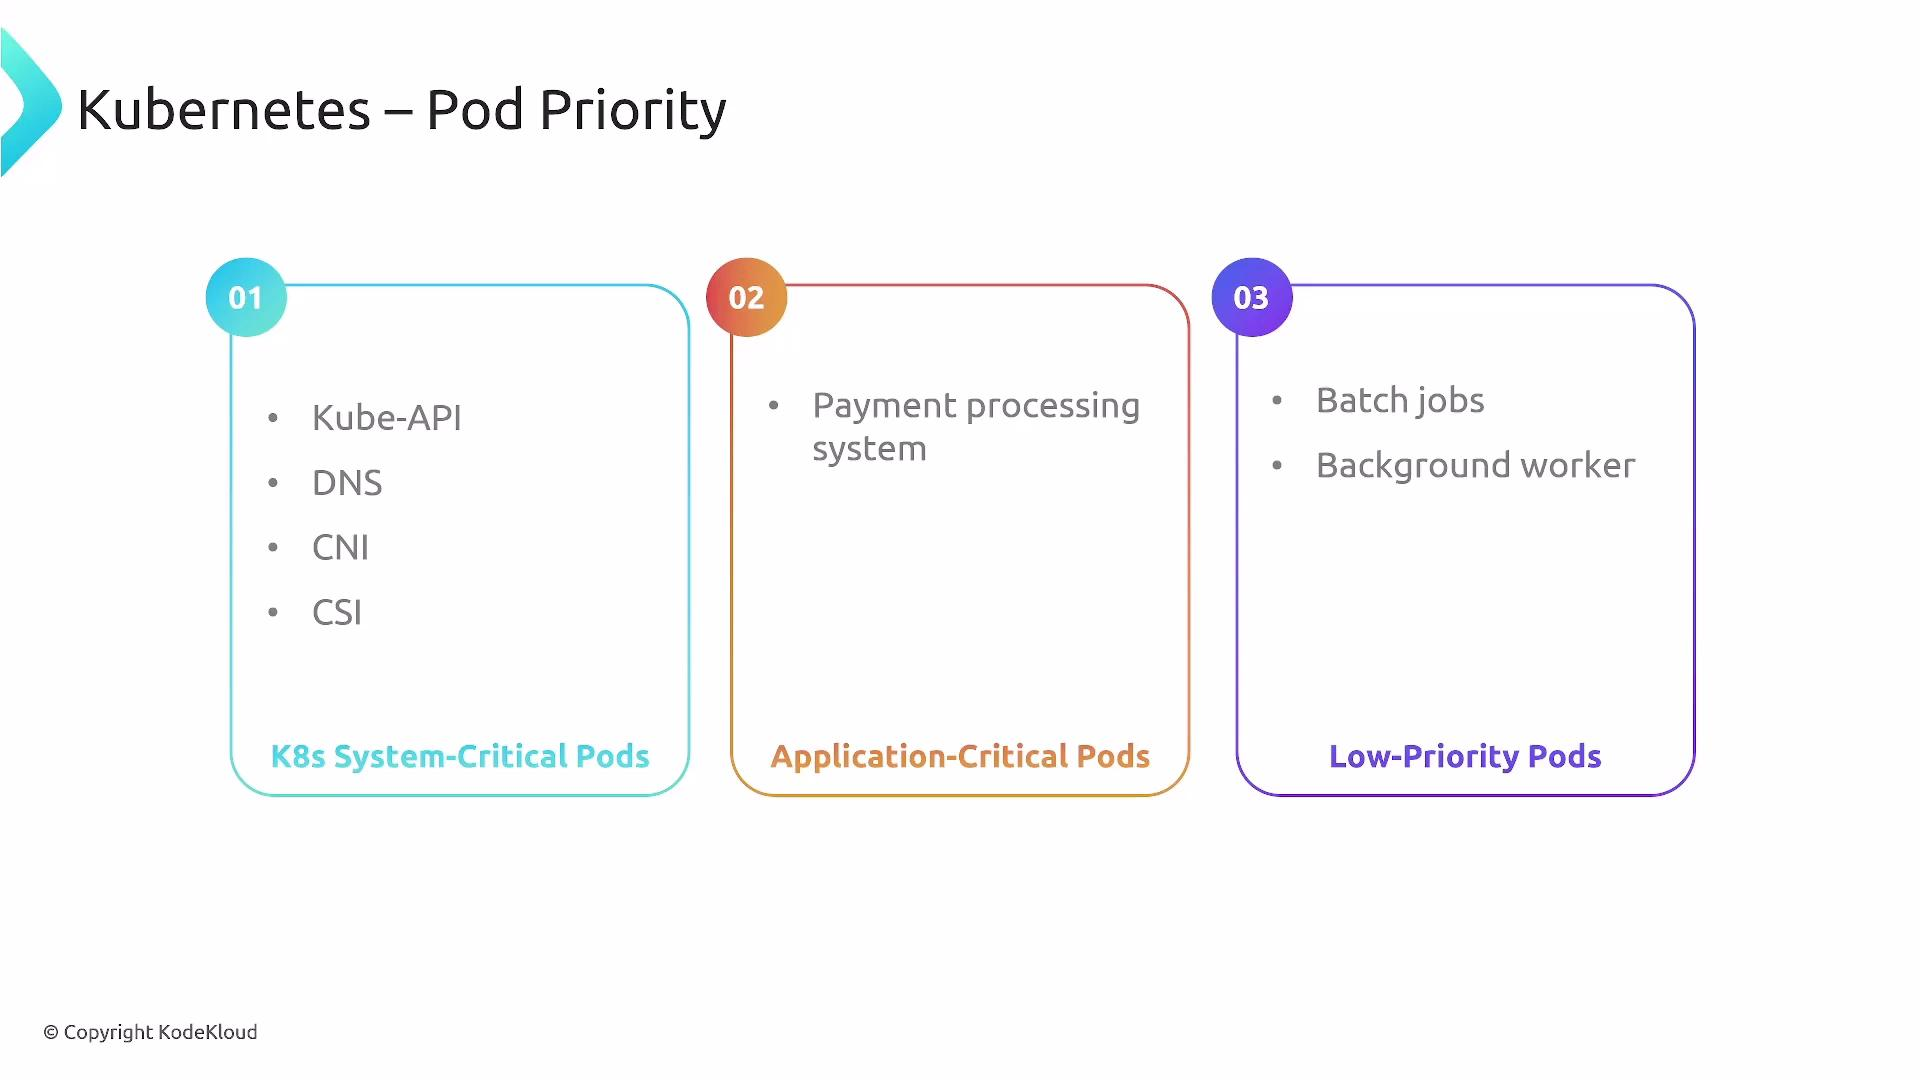 Kubernetes – Pod Priority
01
• Kube-API
• DNS
• CNI
• CSI
K8s System-Critical Pods
02
• Payment processing
system
Application-Critical Pods
03
• Batch jobs
• Background worker
Low-Priority Pods
© Copyright KodeKloud